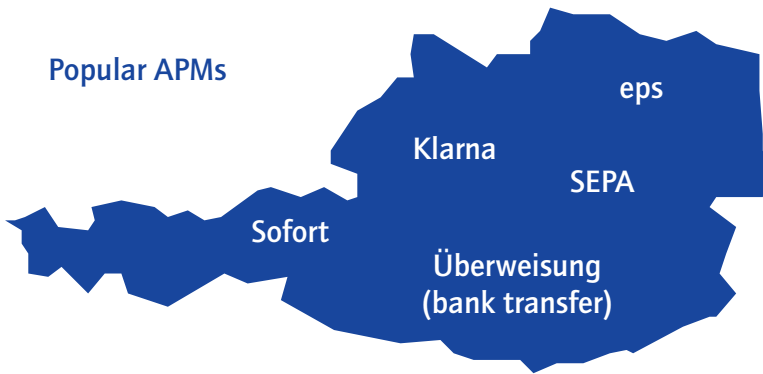 Popular APMs
eps
Klarna
SEPA
Sofort
Überweisung
(bank transfer)